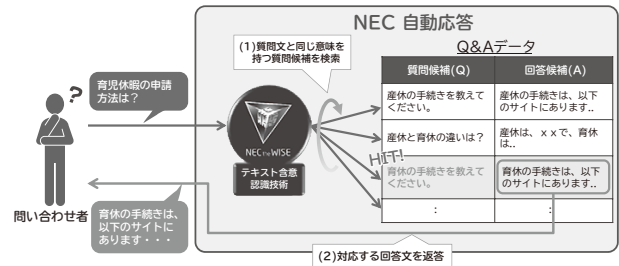 NEC 自動応答
(1)質問文と同じ意味を
持つ質問候補を検索
Q&Aデータ
質問候補(Q)
回答候補(A)
産休の手続きを教えて
ください。
産休の手続きは、以下
のサイトにあります..
産休と育休の違いは?
産休は、xxで、育休
は..
育休の手続きを教えて
ください。
育休の手続きは、以下
のサイトにあります..
:
:
HIT!
育児休暇の申請
方法は?
?
NEC the WISE
テキスト含意
認識技術
問い合わせ者
育休の手続きは、
以下のサイトに
あります・・・
(2)対応する回答文を返答